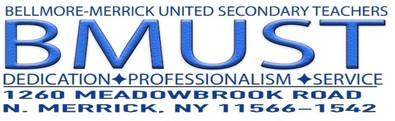 BELLMORE-MERRICK UNITED SECONDARY TEACHERS
BMUST
DEDICATION✦PROFESSIONALISM ✦SERVICE
1260 MEADOWBROOK ROAD
N. MERRICK, NY 11566-1542